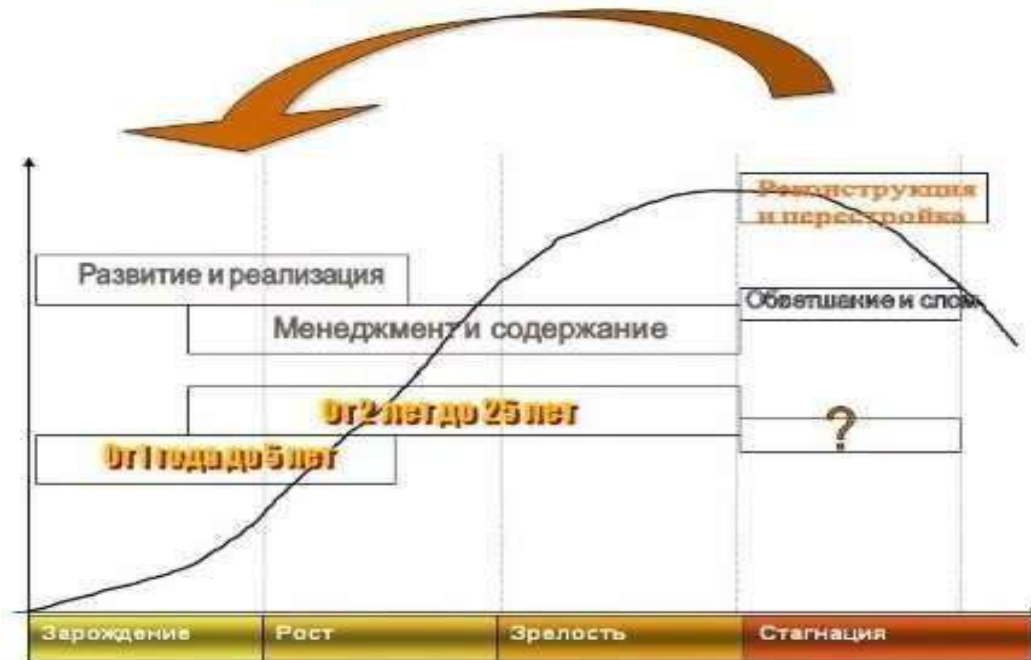 Реконструкция
и перестройка
Развитие и реализация
Обветшание и слом
Менеджмент и содержание
От 2 лет до 25 лет
?
От 1 года до 5 лет
Зарождение
Рост
Зрелость
Стагнация